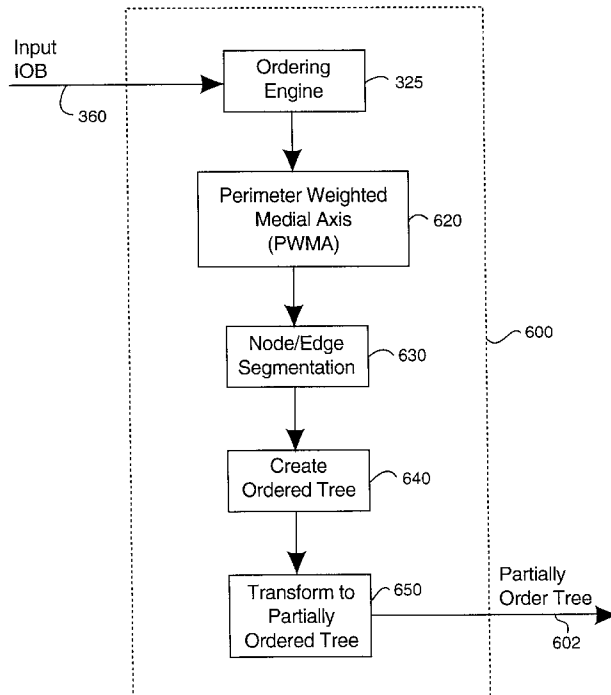 Input
IOB
360
Ordering
Engine
325
Perimeter Weighted
Medial Axis
(PWMA)
620
600
Node/Edge
Segmentation
630
Create
Ordered Tree
640
Transform to
Partially
Ordered Tree
650
Partially
Order Tree
602